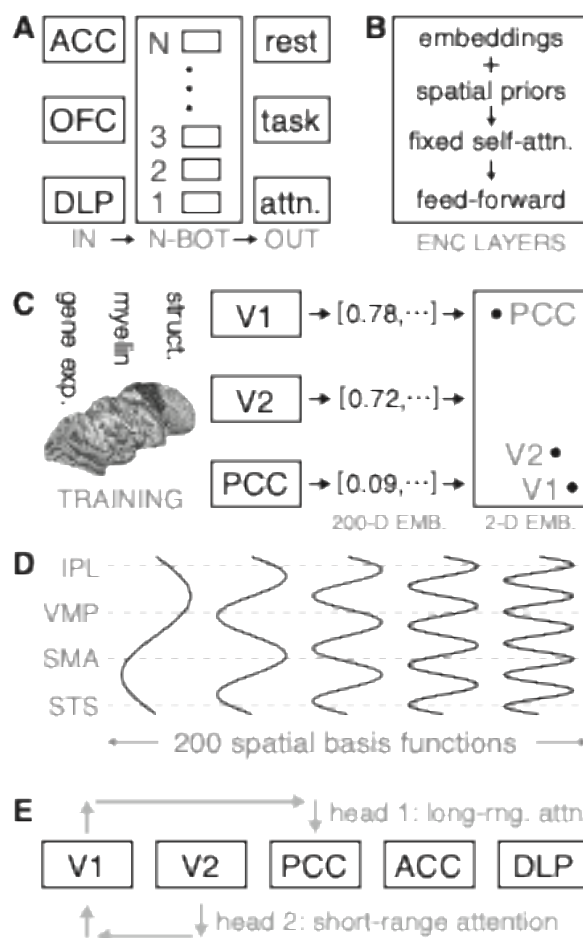 A
ACC
OFC
DLP
N
3
2
1
rest
task
attn.
IN → N-BOT → OUT
B
embeddings
+
spatial priors
fixed self-attn.
feed-forward
ENC LAYERS
C
gene exp.
myelin
struct.
TRAINING
V1 → [0.78,⋯] →
V2 → [0.72,⋯] →
PCC → [0.09,⋯] →
200-D EMB.
PCC
V2
V1
2-D EMB.
D
IPL
VMP
SMA
STS
200 spatial basis functions
E
head 1: long-rng. attn
V1 V2 PCC ACC DLP
head 2: short-range attention